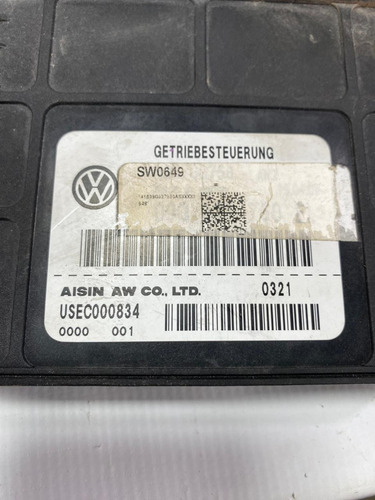 GETRIEBESTEUERUNG
SW0649
AISIN AW CO., LTD. 0321
USEC000834
0000 001